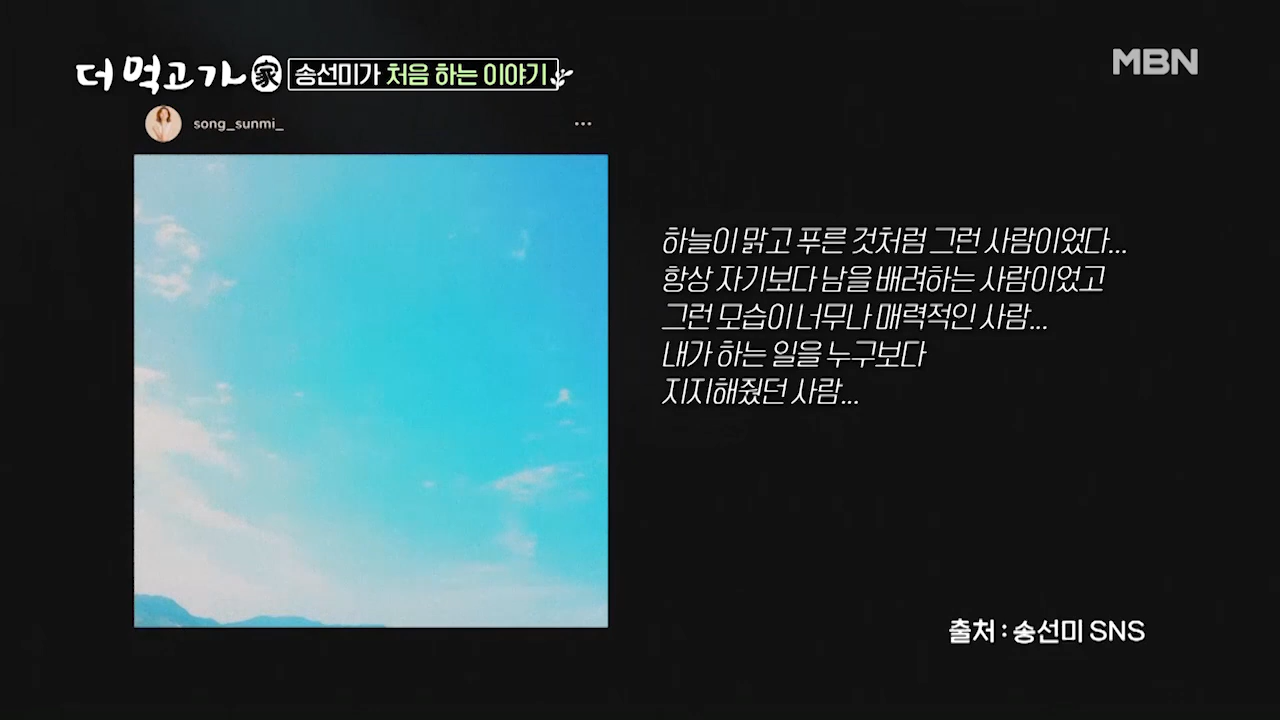 더 먹고 가 家 송선미가 처음 하는 이야기
MBN
song_sunmi_
하늘이 맑고 푸른 것처럼 그런 사람이었다...
항상 자기보다 남을 배려하는 사람이었고
그런 모습이 너무나 매력적인 사람...
내가 하는 일을 누구보다
지지해줬던 사람...
출처 : 송선미 SNS